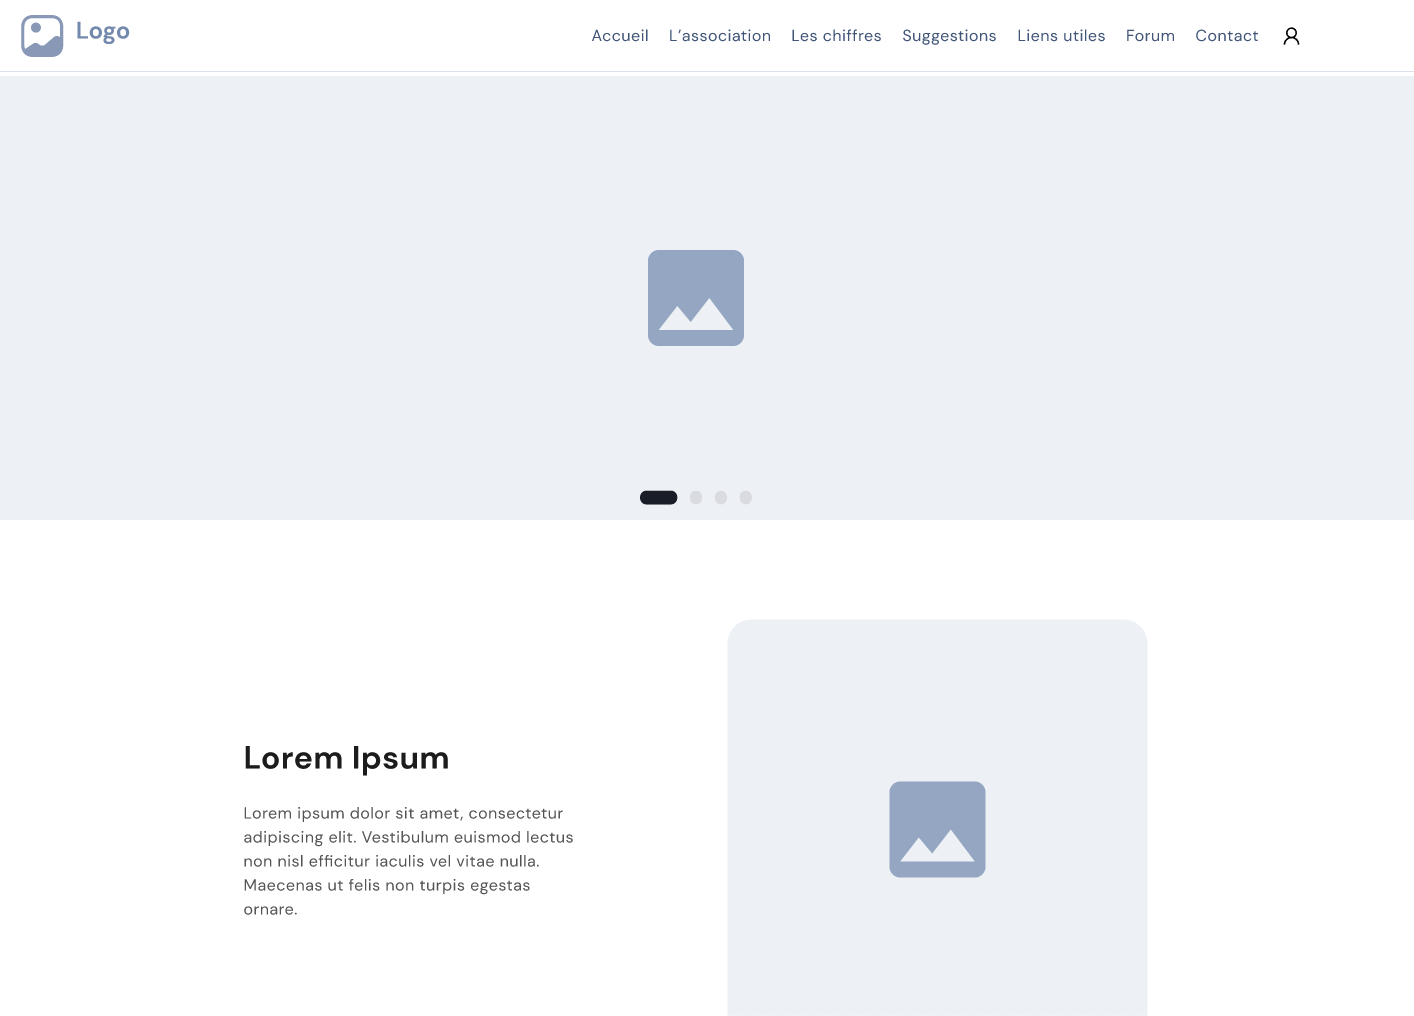 Logo
Accueil L’association Les chiffres Suggestions Liens utiles Forum Contact
Lorem Ipsum
Lorem ipsum dolor sit amet, consectetur
adipiscing elit. Vestibulum euismod lectus
non nisl efficitur iaculis vel vitae nulla.
Maecenas ut felis non turpis egestas
ornare.